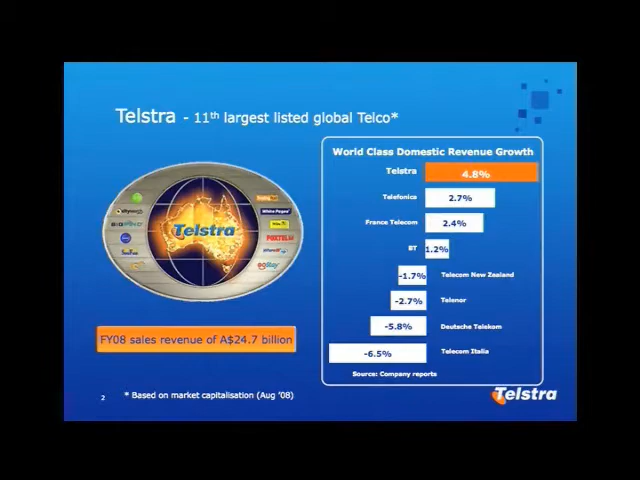 Telstra - 11th largest listed global Telco*
World Class Domestic Revenue Growth
Telstra 4.8%
Telefonica 2.7%
France Telecom 2.4%
BT 1.2%
-1.7% Telecom New Zealand
-2.7% Telenor
-5.8% Deutsche Telekom
-6.5% Telecom Italia
Source: Company reports
Telstra
White Pages
BIGPOND
FOXTEL
FY08 sales revenue of A$24.7 billion
2
* Based on market capitalisation (Aug '08)
Telstra